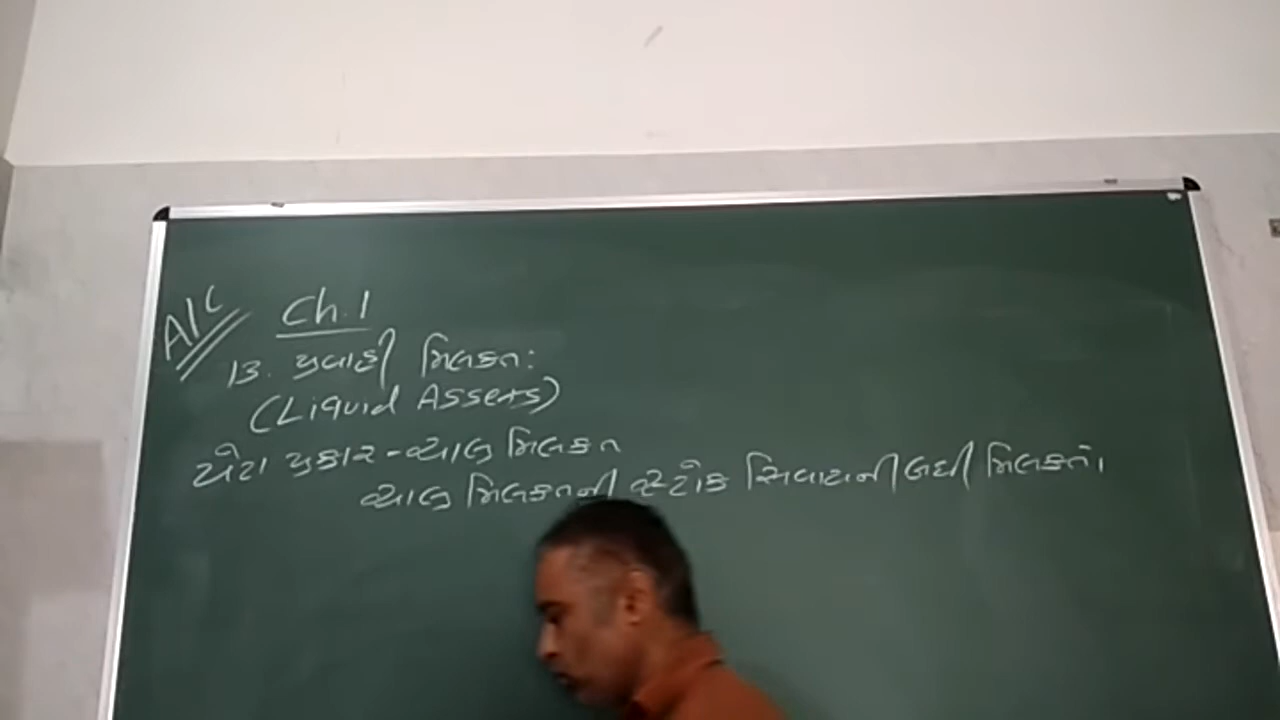 A/C
Ch. 1
13. પ્રવાહી મિલકત :
(Liquid Assets)
પેટા પ્રકાર - ચાલુ મિલકત
ચાલુ મિલકતની સ્ટોક સિવાયની બધી મિલકતો